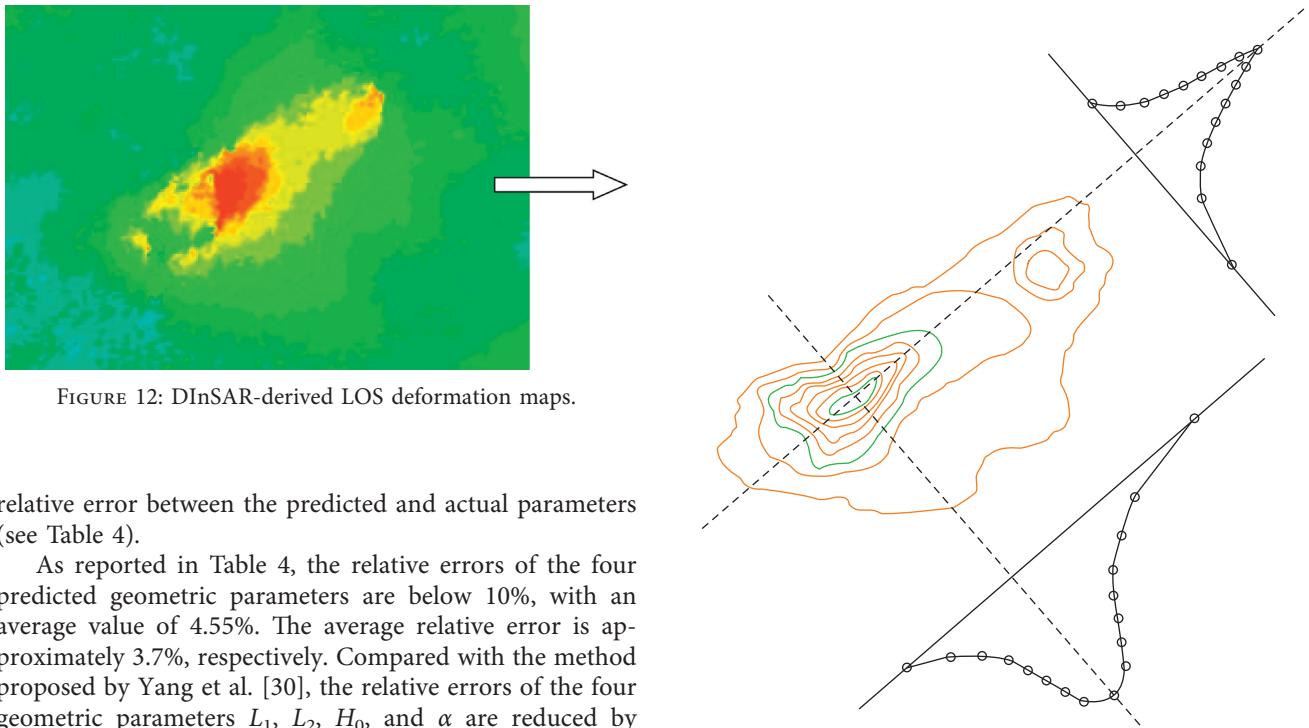 FIGURE 12: DInSAR-derived LOS deformation maps.
relative error between the predicted and actual parameters
(see Table 4).
As reported in Table 4, the relative errors of the four
predicted geometric parameters are below 10%, with an
average value of 4.55%. The average relative error is ap-
proximately 3.7%, respectively. Compared with the method
proposed by Yang et al. [30], the relative errors of the four
geometric parameters L₁, L₂, H₀, and α are reduced by